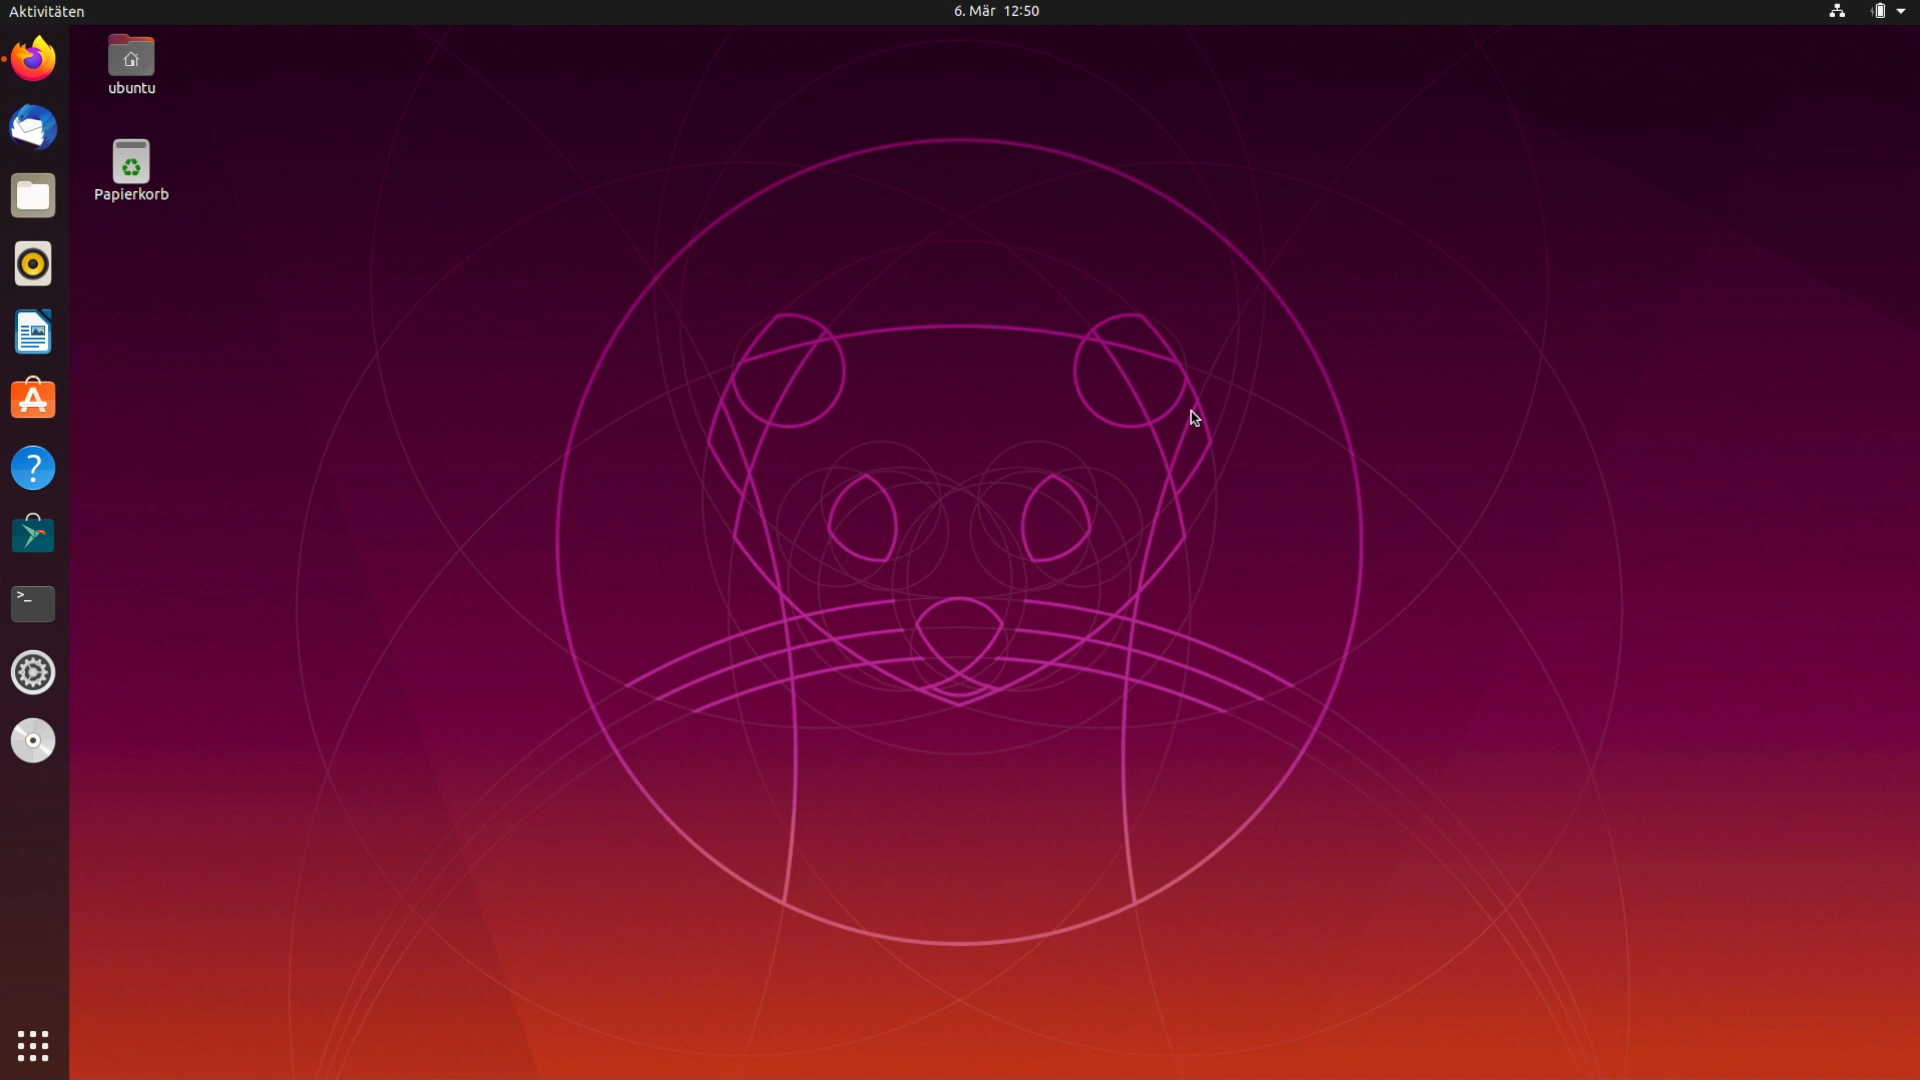 Aktivitäten
6. Mär 12:50
ubuntu
Papierkorb
?
>_